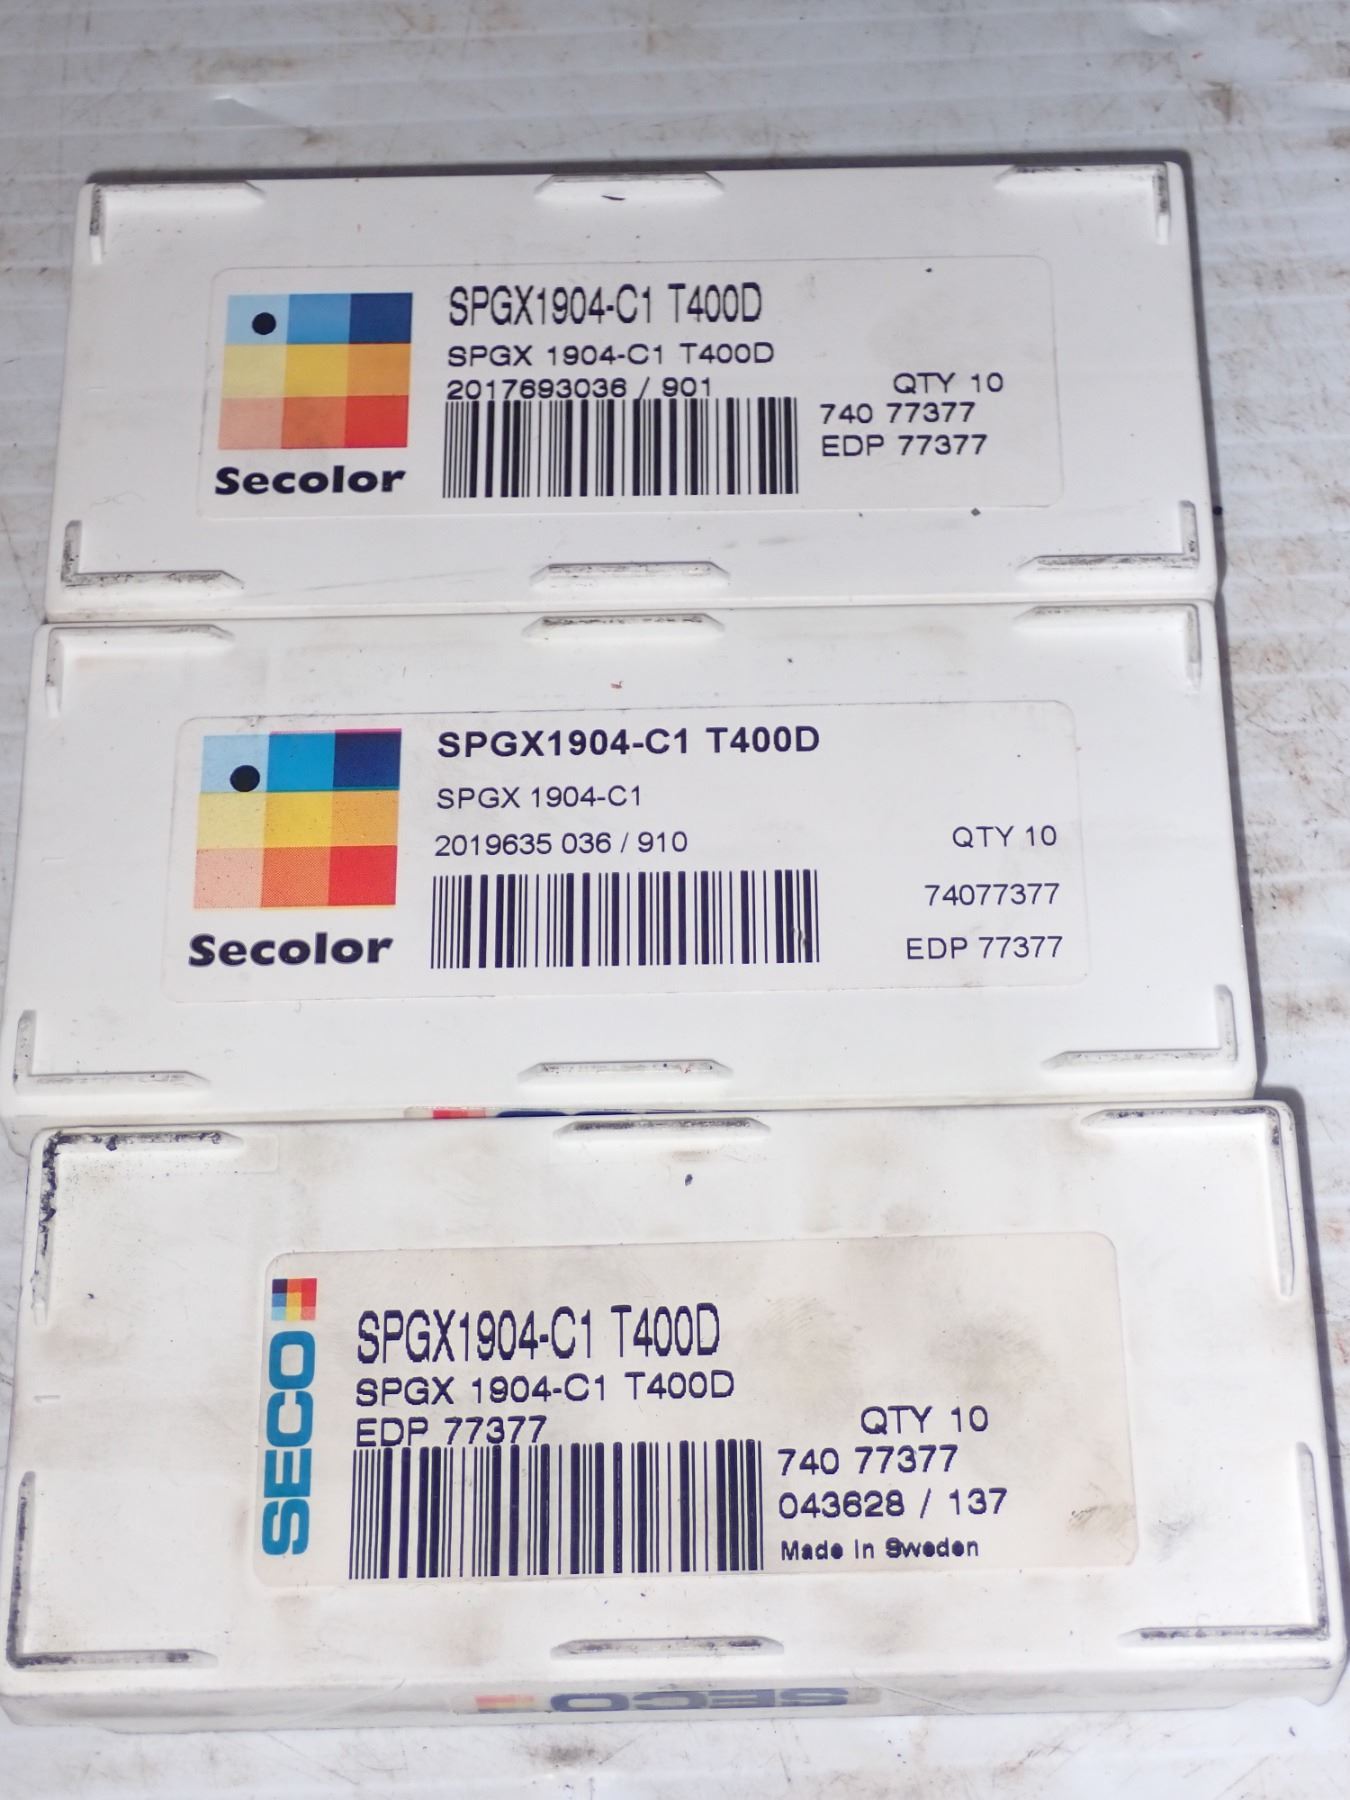 SPGX1904-C1 T400D
SPGX 1904-C1 T400D
2017693036 / 901
QTY 10
740 77377
EDP 77377
Secolor
SPGX1904-C1 T400D
SPGX 1904-C1
2019635 036 / 910
QTY 10
74077377
EDP 77377
Secolor
SECO
SPGX1904-C1 T400D
SPGX 1904-C1 T400D
EDP 77377
QTY 10
740 77377
043628 / 137
Made in Sweden
SECO